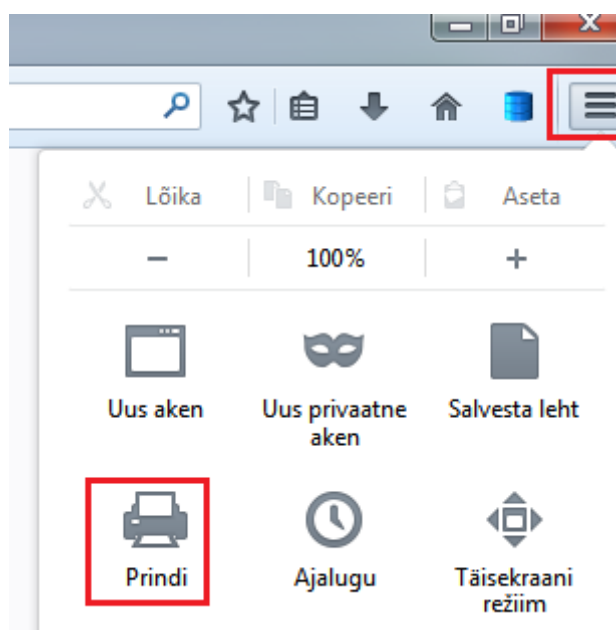 Lõika Kopeeri Aseta
100%
Uus aken Uus privaatne Salvesta leht
aken
Prindi Ajalugu Täisekraani
režiim